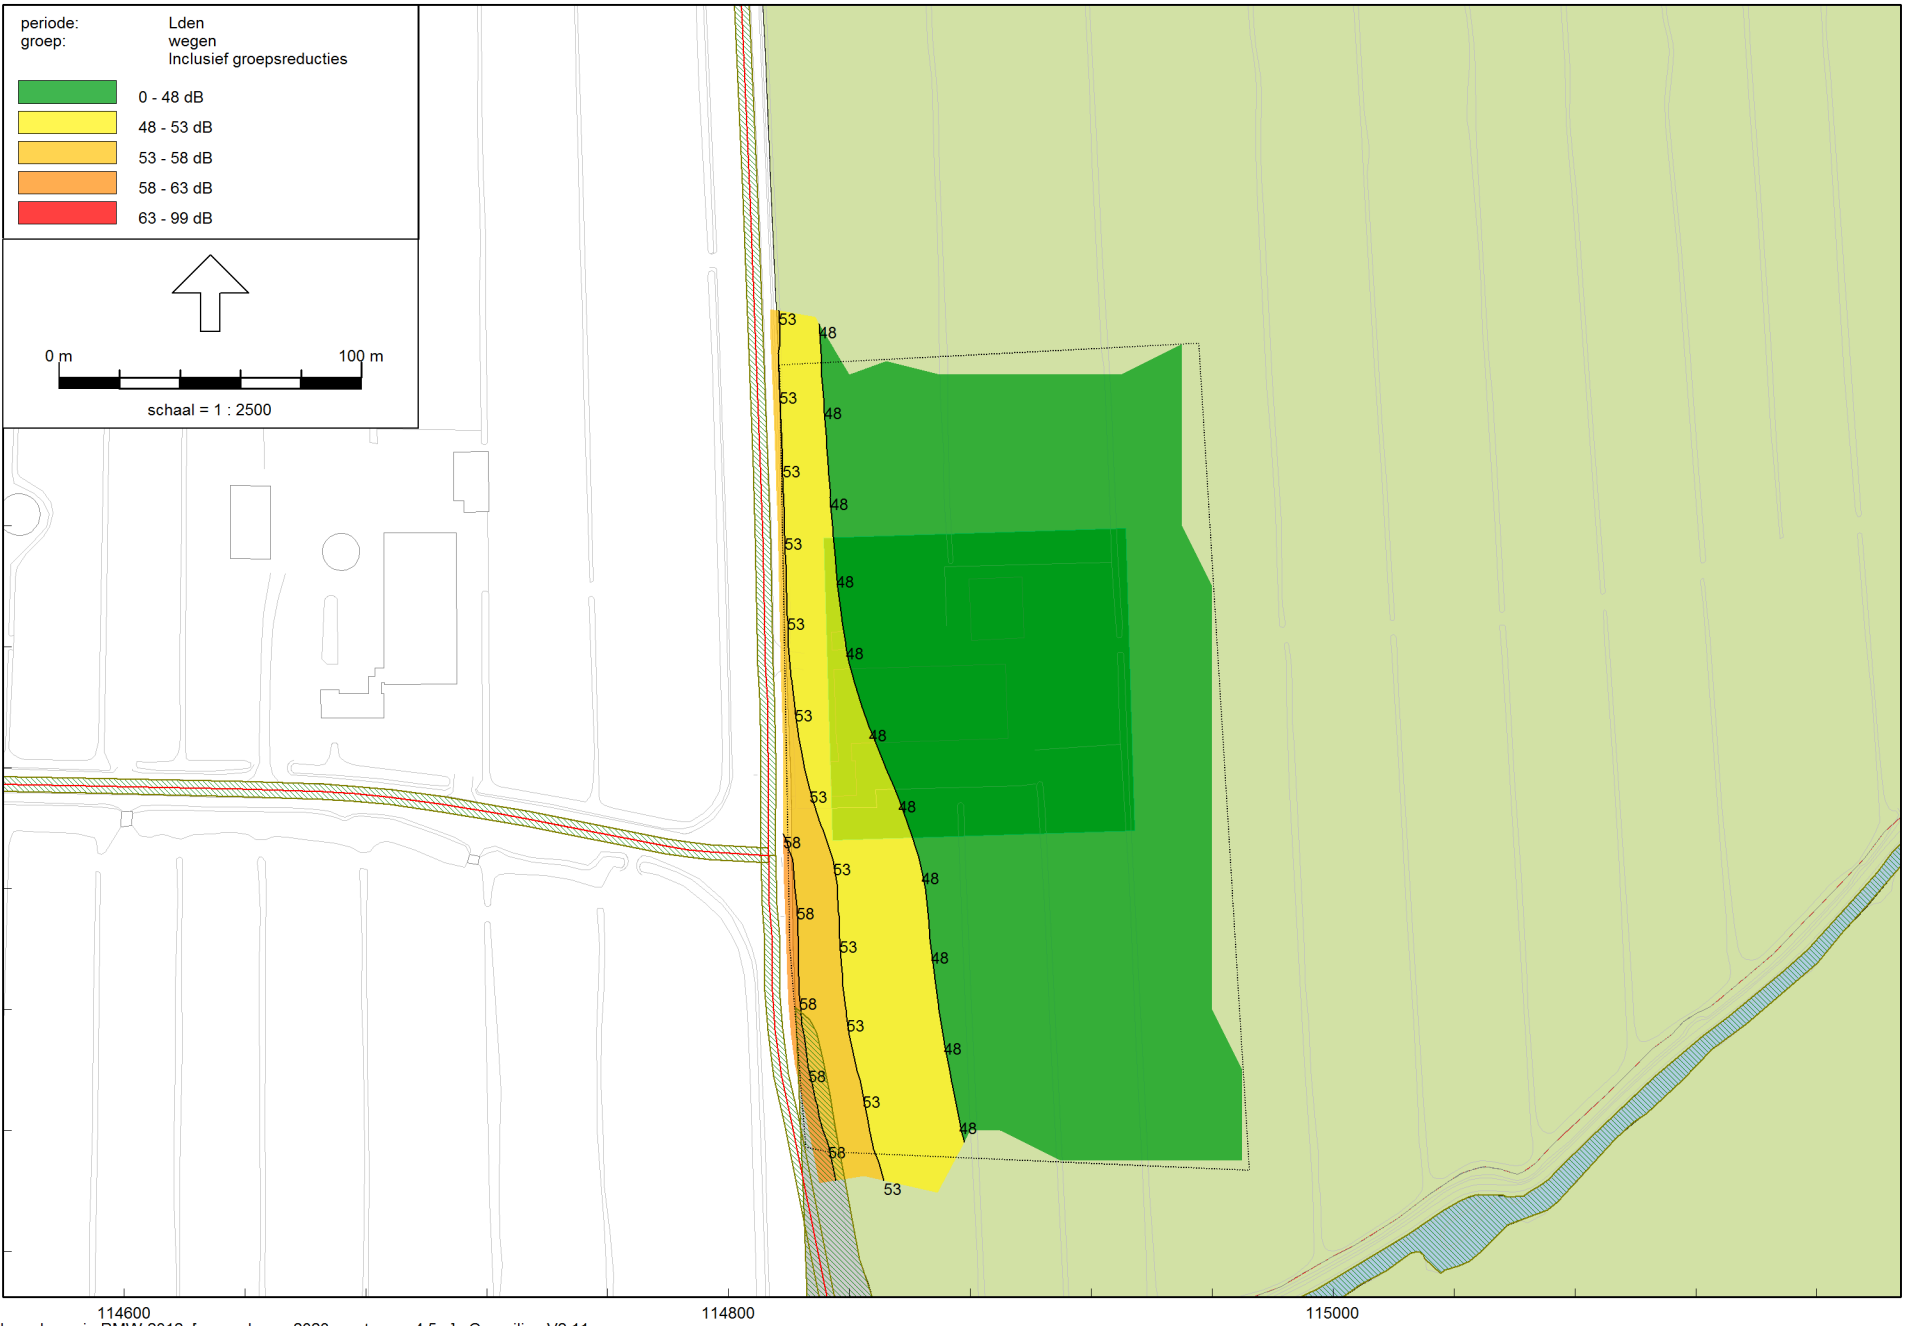 periode: Lden
groep: wegen
Inclusief groepsreducties
0 - 48 dB
48 - 53 dB
53 - 58 dB
58 - 63 dB
63 - 99 dB
0 m 100 m
schaal = 1 : 2500
53
48
53
48
53
48
53
48
53
48
53
48
53
48
58
53
48
58
53
48
58
53
48
58
53
48
58
53
114600 114800 115000